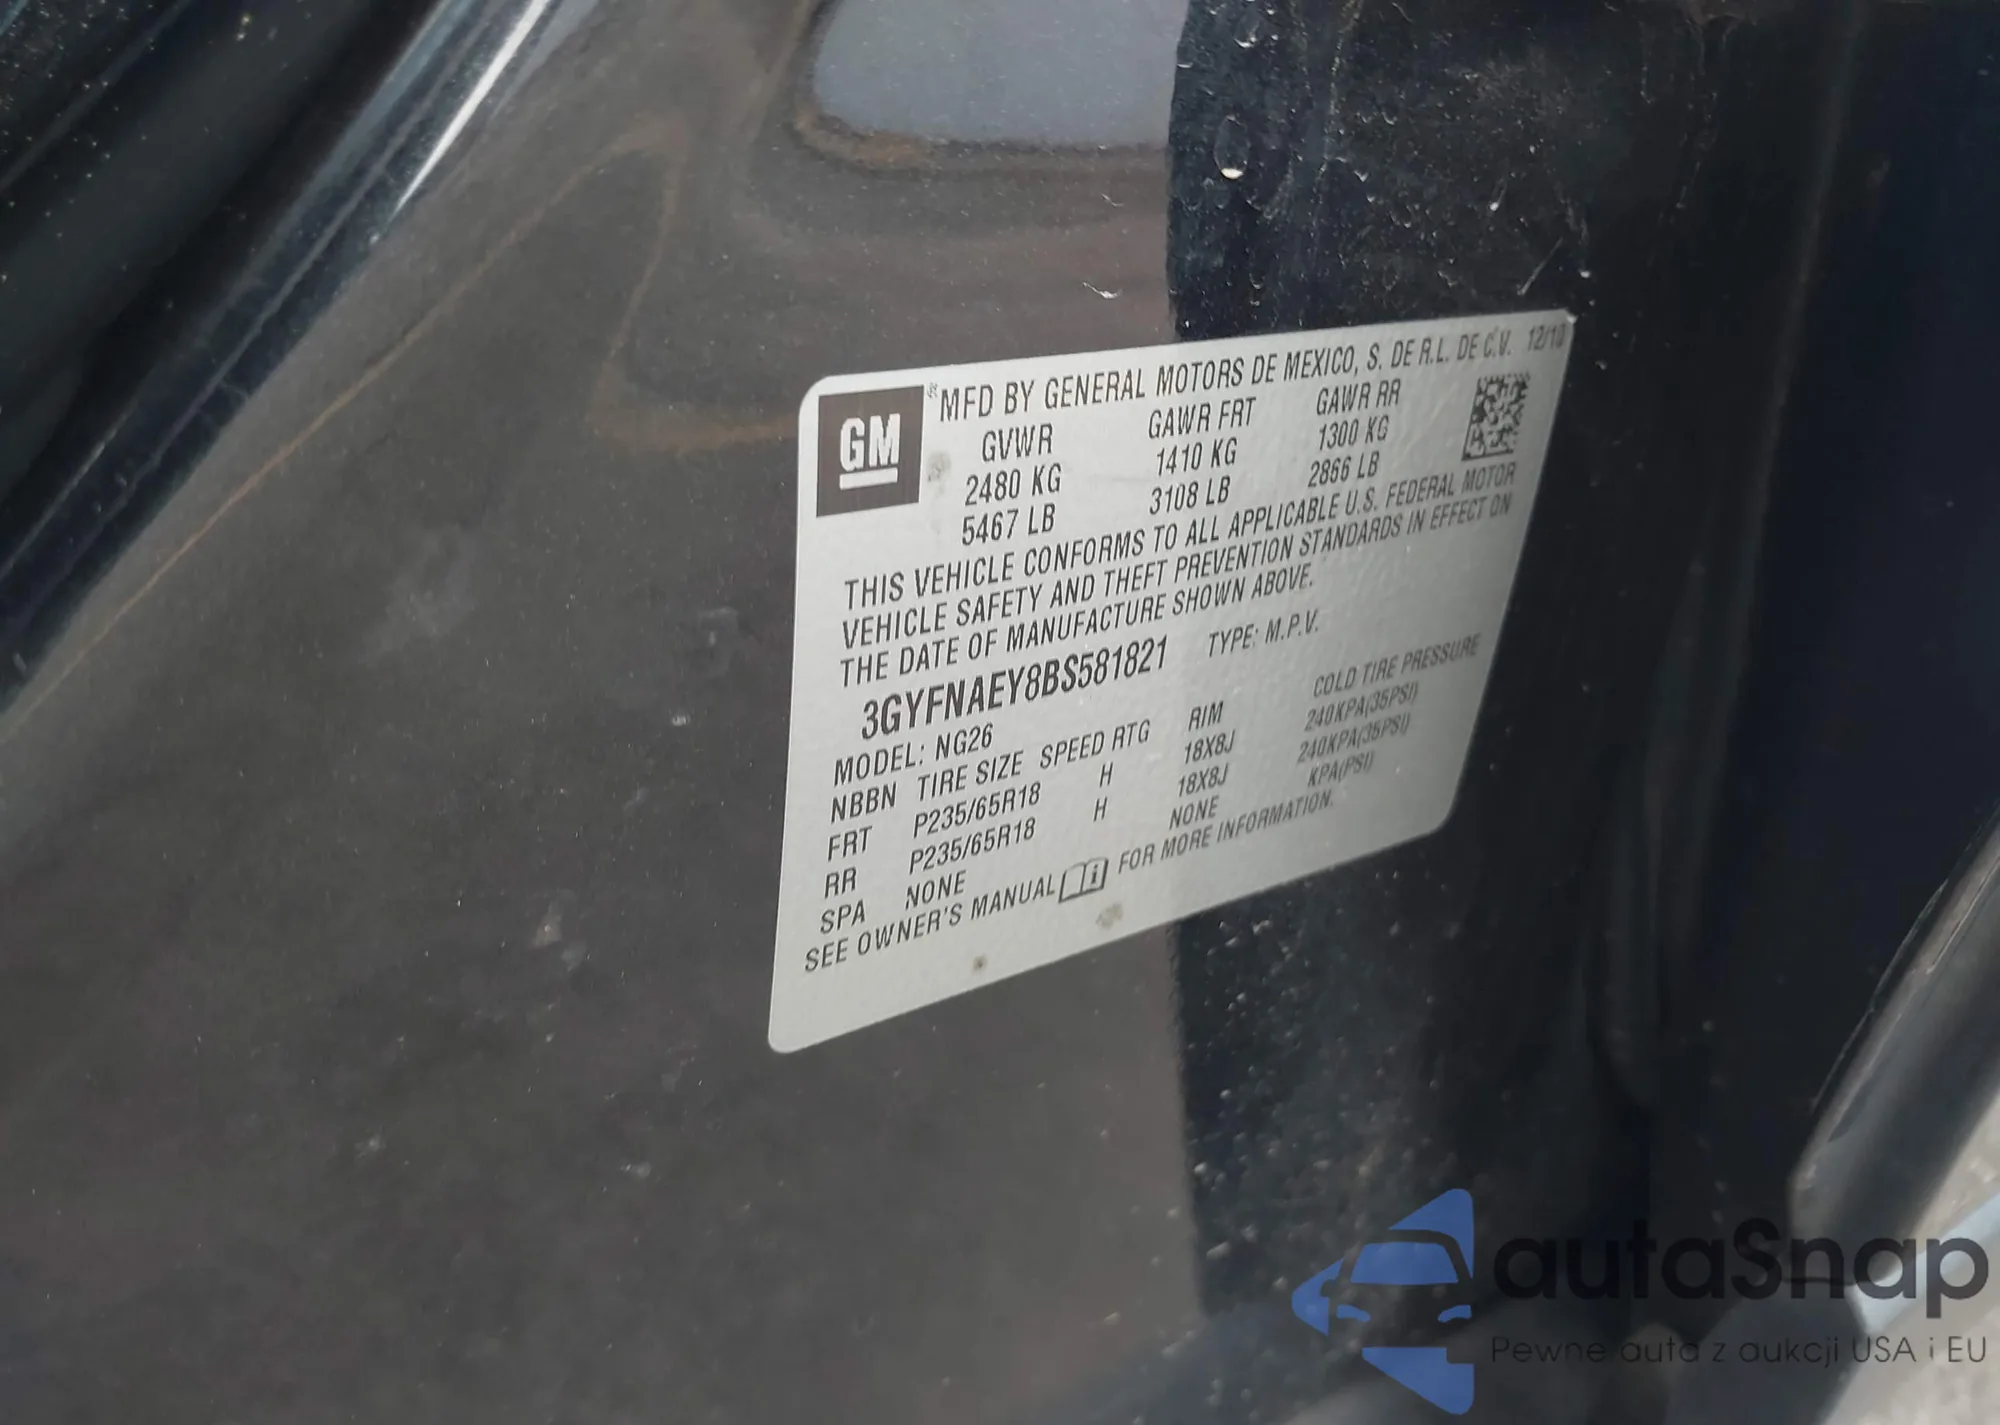 GM
MFD BY GENERAL MOTORS DE MEXICO, S. DE R.L. DE C.V. 12/10
GVWR GAWR FRT GAWR RR
2480 KG 1410 KG 1300 KG
5467 LB 3108 LB 2866 LB
THIS VEHICLE CONFORMS TO ALL APPLICABLE U.S. FEDERAL MOTOR
VEHICLE SAFETY AND THEFT PREVENTION STANDARDS IN EFFECT ON
THE DATE OF MANUFACTURE SHOWN ABOVE.
3GYFNAEY8BS581821 TYPE: M.P.V.
MODEL: NG26
NBBN TIRE SIZE SPEED RTG RIM COLD TIRE PRESSURE
FRT P235/65R18 H 18X8J 240KPA(35PSI)
RR P235/65R18 H 18X8J 240KPA(35PSI)
SPA NONE NONE KPA(PSI)
SEE OWNER'S MANUAL FOR MORE INFORMATION.
autaSnap
Pewne auta z aukcji USA i EU